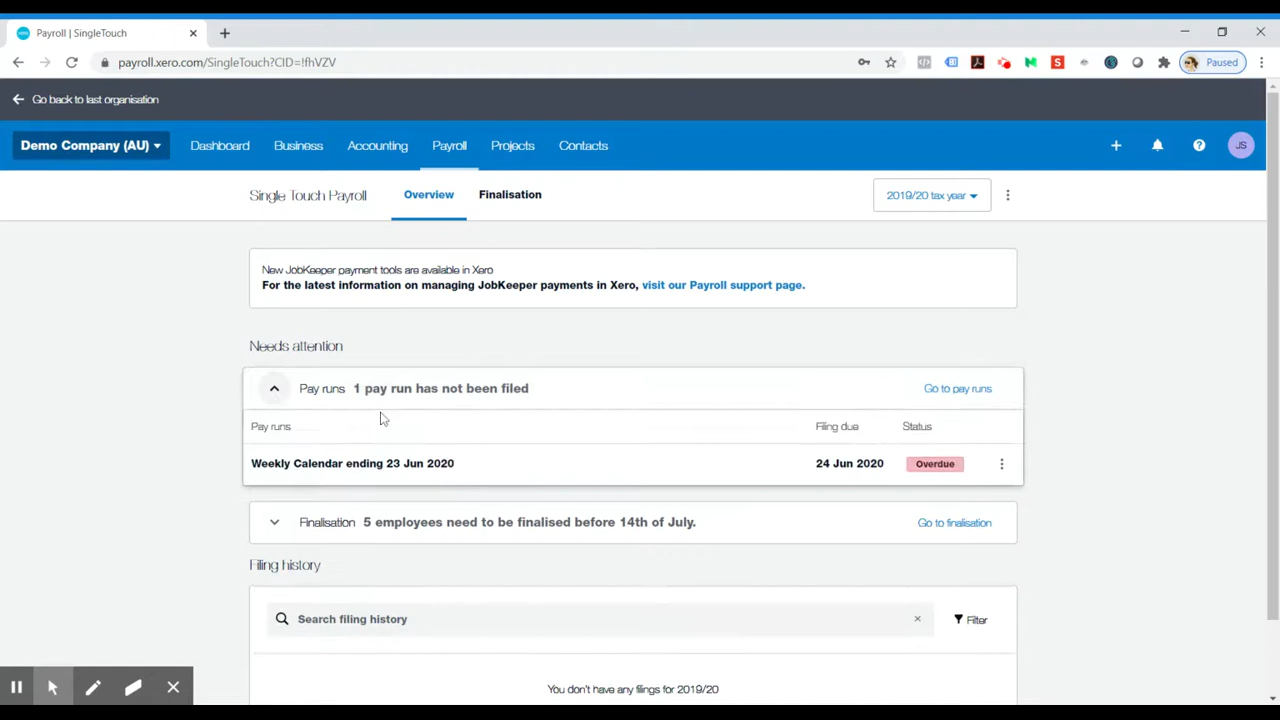 Payroll | SingleTouch
payroll.xero.com/SingleTouch?CID=!fhVZV
Paused
Go back to last organisation
Demo Company (AU) Dashboard Business Accounting Payroll Projects Contacts JS
Single Touch Payroll Overview Finalisation 2019/20 tax year
New JobKeeper payment tools are available in Xero
For the latest information on managing JobKeeper payments in Xero, visit our Payroll support page.
Needs attention
Pay runs 1 pay run has not been filed Go to pay runs
Pay runs Filing due Status
Weekly Calendar ending 23 Jun 2020 24 Jun 2020 Overdue
Finalisation 5 employees need to be finalised before 14th of July. Go to finalisation
Filing history
Search filing history Filter
You don't have any filings for 2019/20